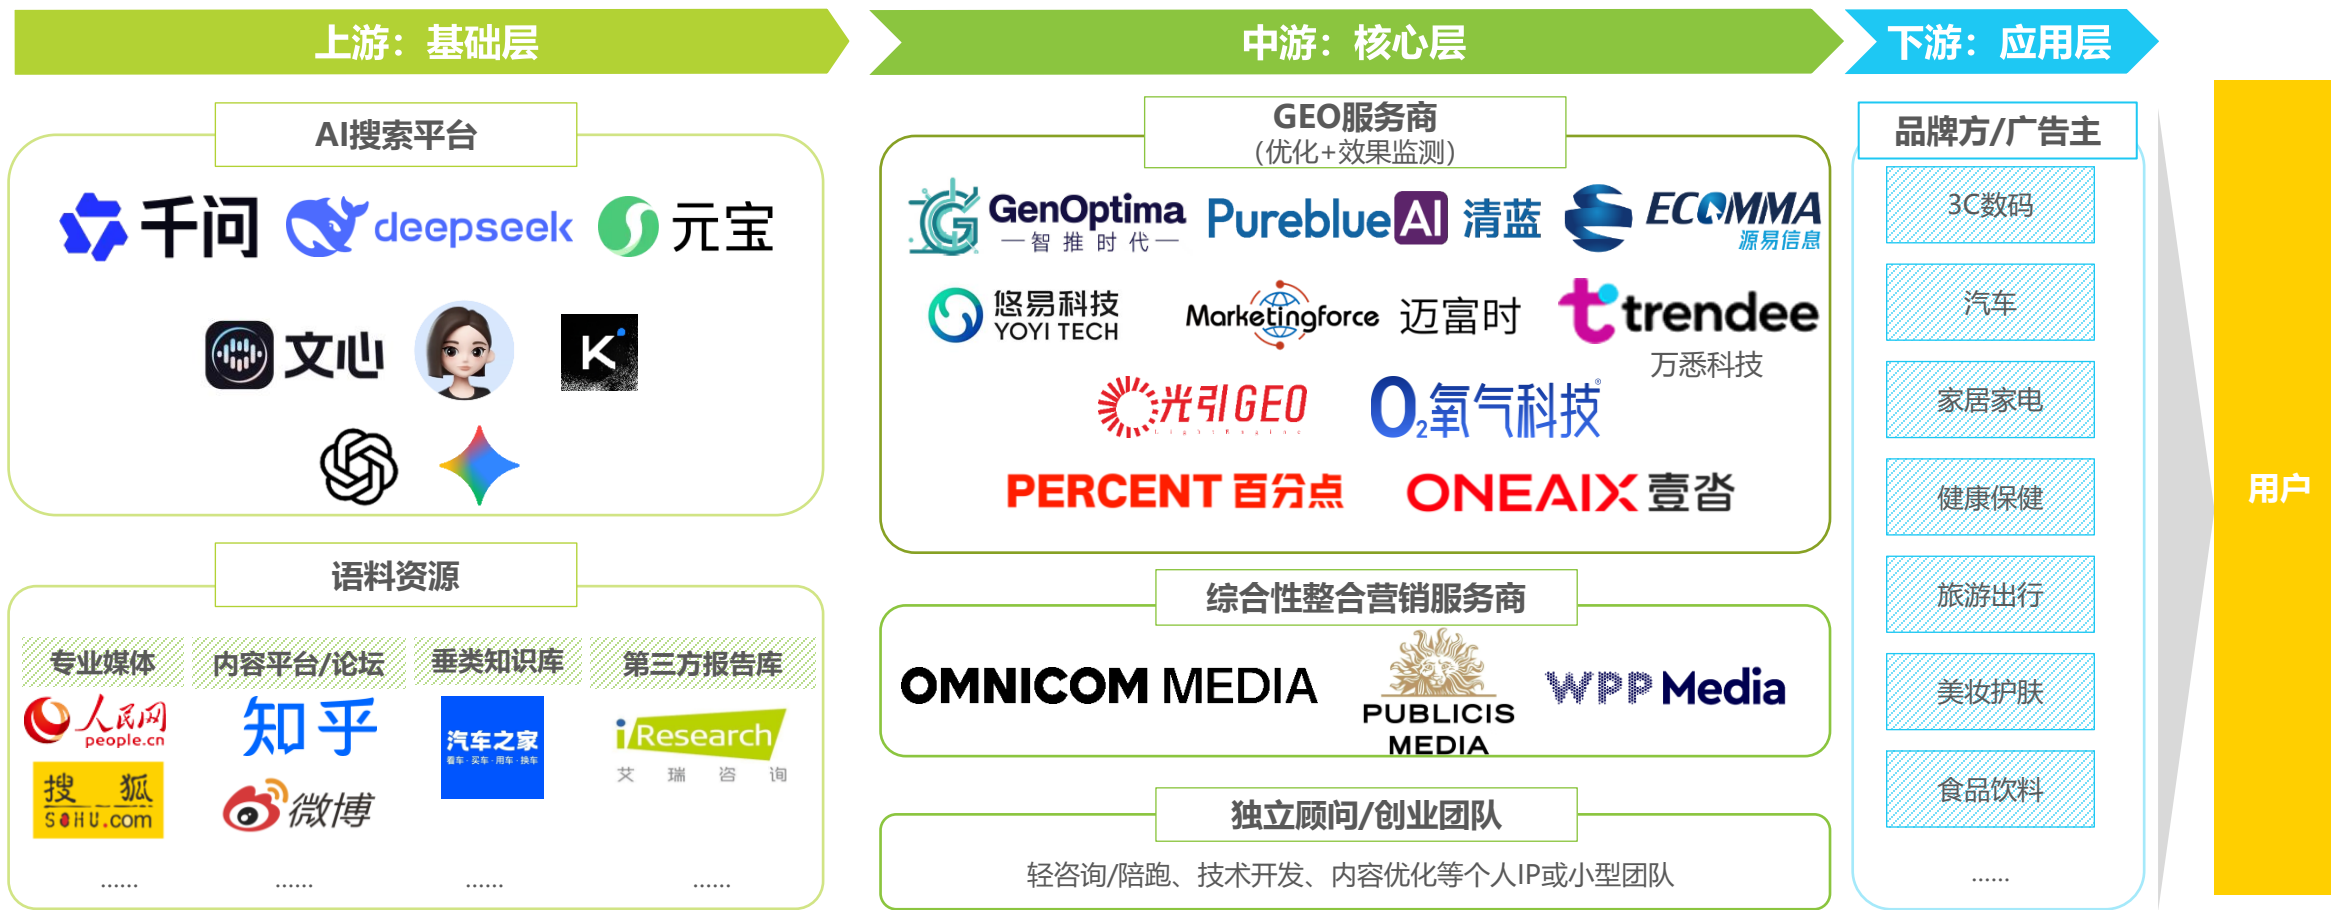 上游：基础层
中游：核心层
下游：应用层
AI搜索平台
千问
deepseek
元宝
文心
K
语料资源
专业媒体
内容平台/论坛
垂类知识库
第三方报告库
人民网
people.cn
知乎
汽车之家
看车·买车·用车·换车
iResearch
艾瑞咨询
搜狐
SOHU.com
微博
......
......
......
......
GEO服务商
（优化+效果监测）
GenOptima
智推时代
PureblueAI 清蓝
ECOMMA
源易信息
悠易科技
YOYI TECH
Marketingforce 迈富时
trendee
万悉科技
光引GEO
O2氧气科技®
PERCENT 百分点
ONEAIX 壹沓
综合性整合营销服务商
OMNICOM MEDIA
PUBLICIS
MEDIA
WPP Media
独立顾问/创业团队
轻咨询/陪跑、技术开发、内容优化等个人IP或小型团队
品牌方/广告主
3C数码
汽车
家居家电
健康保健
旅游出行
美妆护肤
食品饮料
......
用户